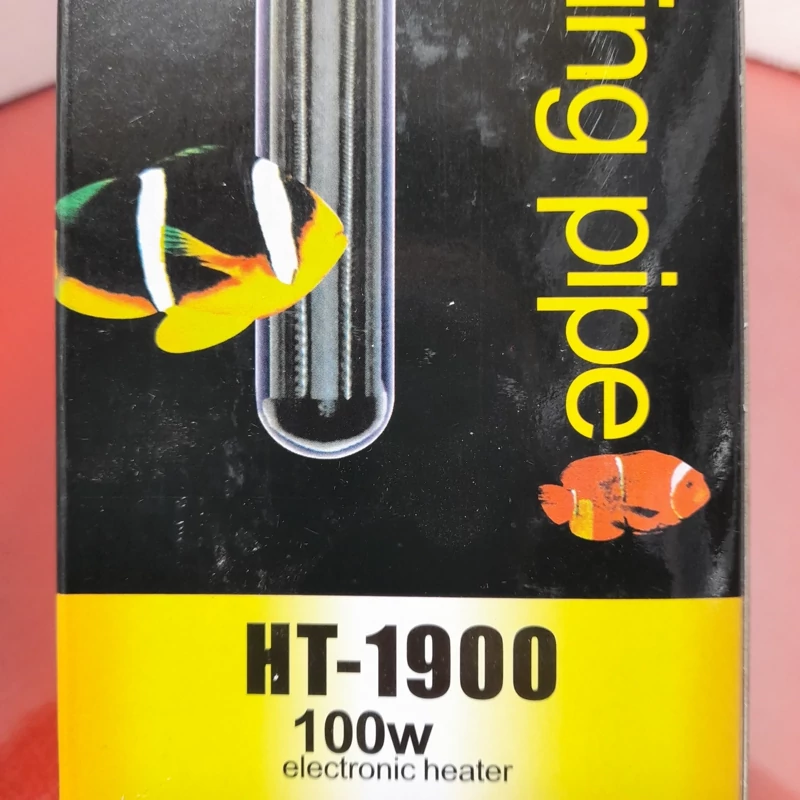 ing pipe
HT-1900
100w
electronic heater